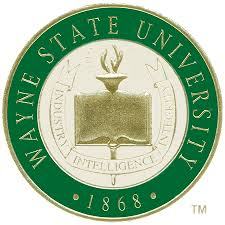 WAYNE STATE UNIVERSITY
INDUSTRY
INTELLIGENCE
INTEGRITY
· 1868 ·
TM